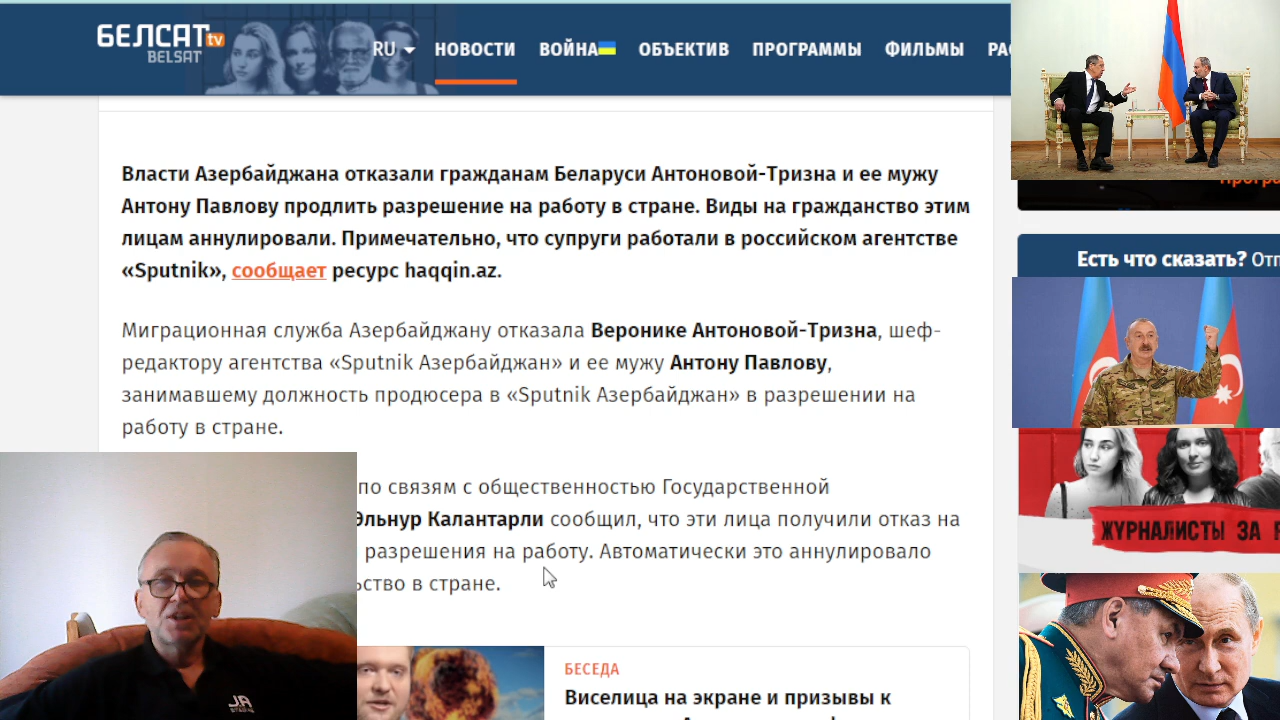 БЕЛСАТtv
BELSAT
RU
НОВОСТИ
ВОЙНА
ОБЪЕКТИВ
ПРОГРАММЫ
ФИЛЬМЫ
Власти Азербайджана отказали гражданам Беларуси Антоновой-Тризна и ее мужу
Антону Павлову продлить разрешение на работу в стране. Виды на гражданство этим
лицам аннулировали. Примечательно, что супруги работали в российском агентстве
«Sputnik», сообщает ресурс haqqin.az.
Миграционная служба Азербайджану отказала Веронике Антоновой-Тризна, шеф-
редактору агентства «Sputnik Азербайджан» и ее мужу Антону Павлову,
занимавшему должность продюсера в «Sputnik Азербайджан» в разрешении на
работу в стране.
по связям с общественностью Государственной
Эльнур Калантарли сообщил, что эти лица получили отказ на
разрешения на работу. Автоматически это аннулировало
ство в стране.
БЕСЕДА
Виселица на экране и призывы к
Есть что сказать?
ЖУРНАЛИСТЫ ЗА
J.A